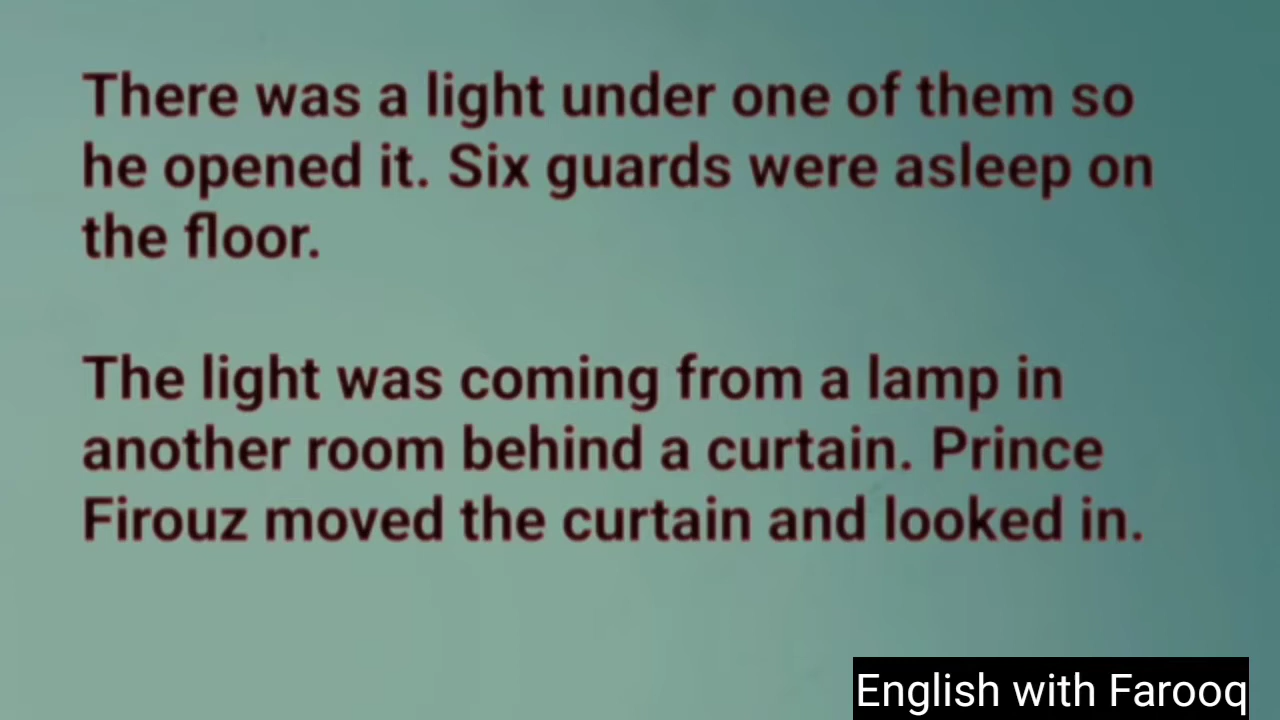 There was a light under one of them so
he opened it. Six guards were asleep on
the floor.
The light was coming from a lamp in
another room behind a curtain. Prince
Firouz moved the curtain and looked in.
English with Farooq